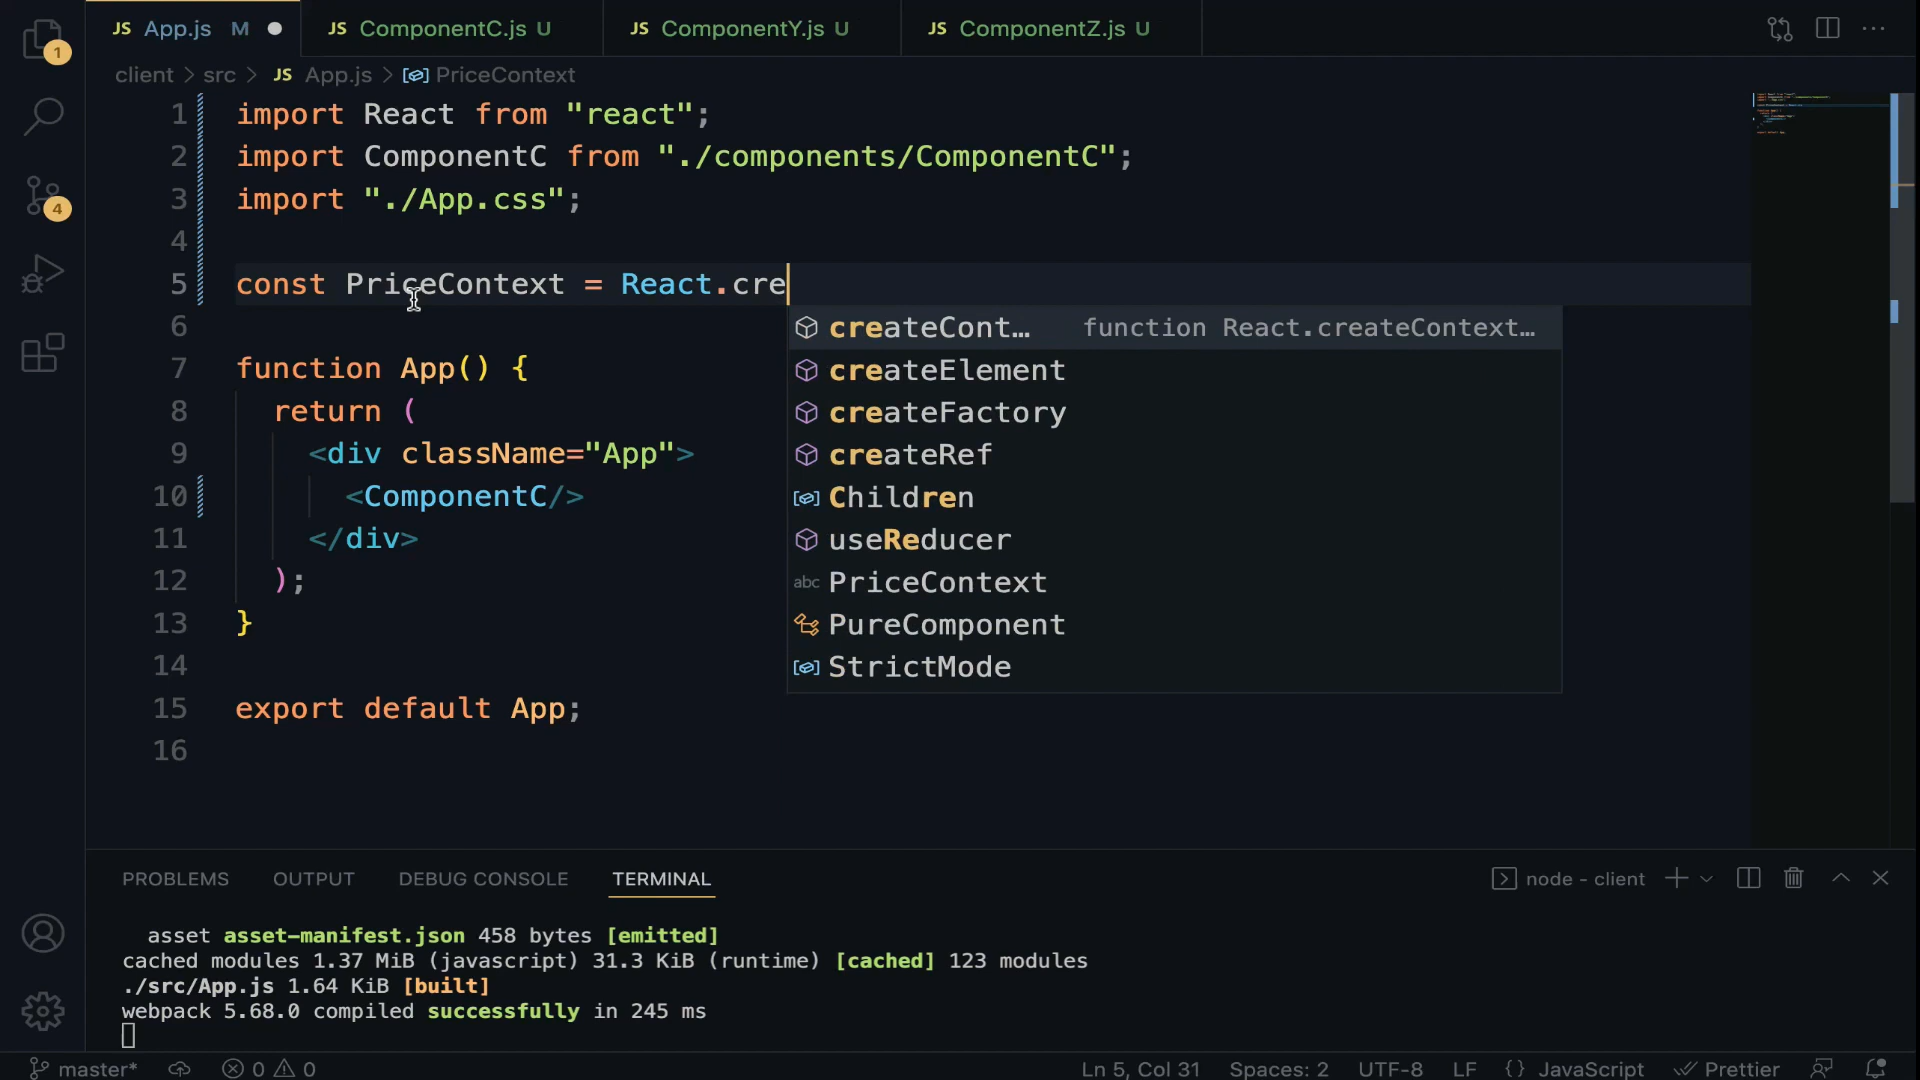 JS App.js M
JS ComponentC.js U
JS ComponentY.js U
JS ComponentZ.js U
client > src > JS App.js > PriceContext
1 import React from "react";
2 import ComponentC from "./components/ComponentC";
3 import "./App.css";
4
5 const PriceContext = React.cre
6
7 function App() {
8 return (
9 <div className="App">
10 <ComponentC/>
11 </div>
12 );
13 }
14
15 export default App;
16
createCont… function React.createContext…
createElement
createFactory
createRef
Children
useReducer
abc PriceContext
PureComponent
StrictMode
1
4
PROBLEMS OUTPUT DEBUG CONSOLE TERMINAL
node - client
asset asset-manifest.json 458 bytes [emitted]
cached modules 1.37 MiB (javascript) 31.3 KiB (runtime) [cached] 123 modules
./src/App.js 1.64 KiB [built]
webpack 5.68.0 compiled successfully in 245 ms
master* 0 0 Ln 5, Col 31 Spaces: 2 UTF-8 LF {} JavaScript Prettier